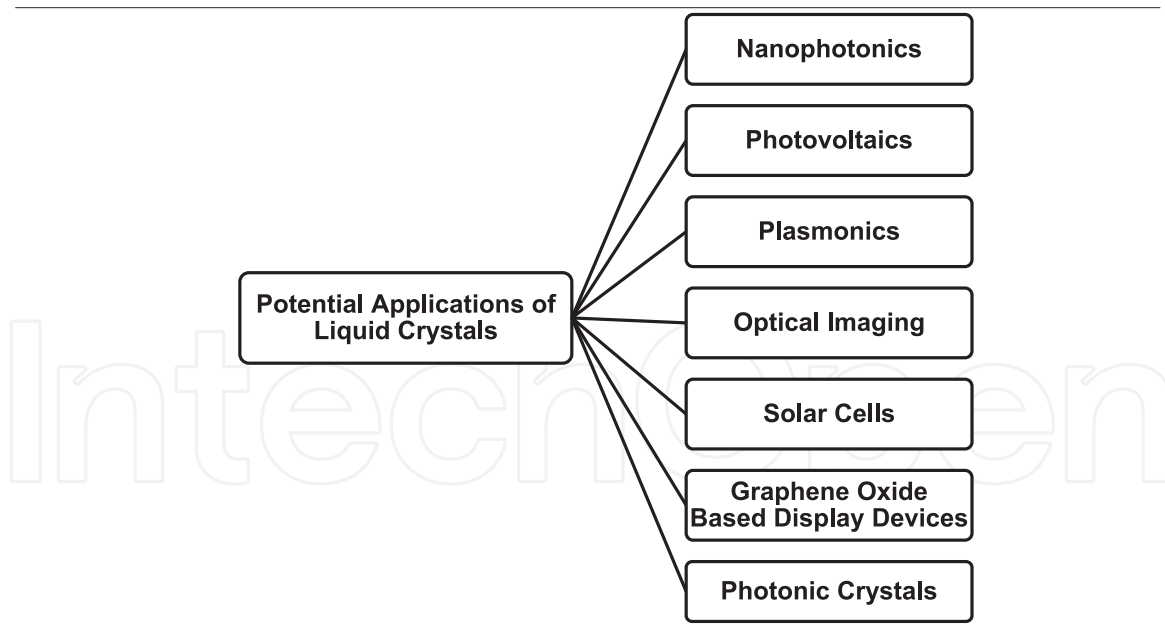 Nanophotonics
Photovoltaics
Plasmonics
Potential Applications of
Liquid Crystals
Optical Imaging
Solar Cells
Graphene Oxide
Based Display Devices
Photonic Crystals
IntechOpen